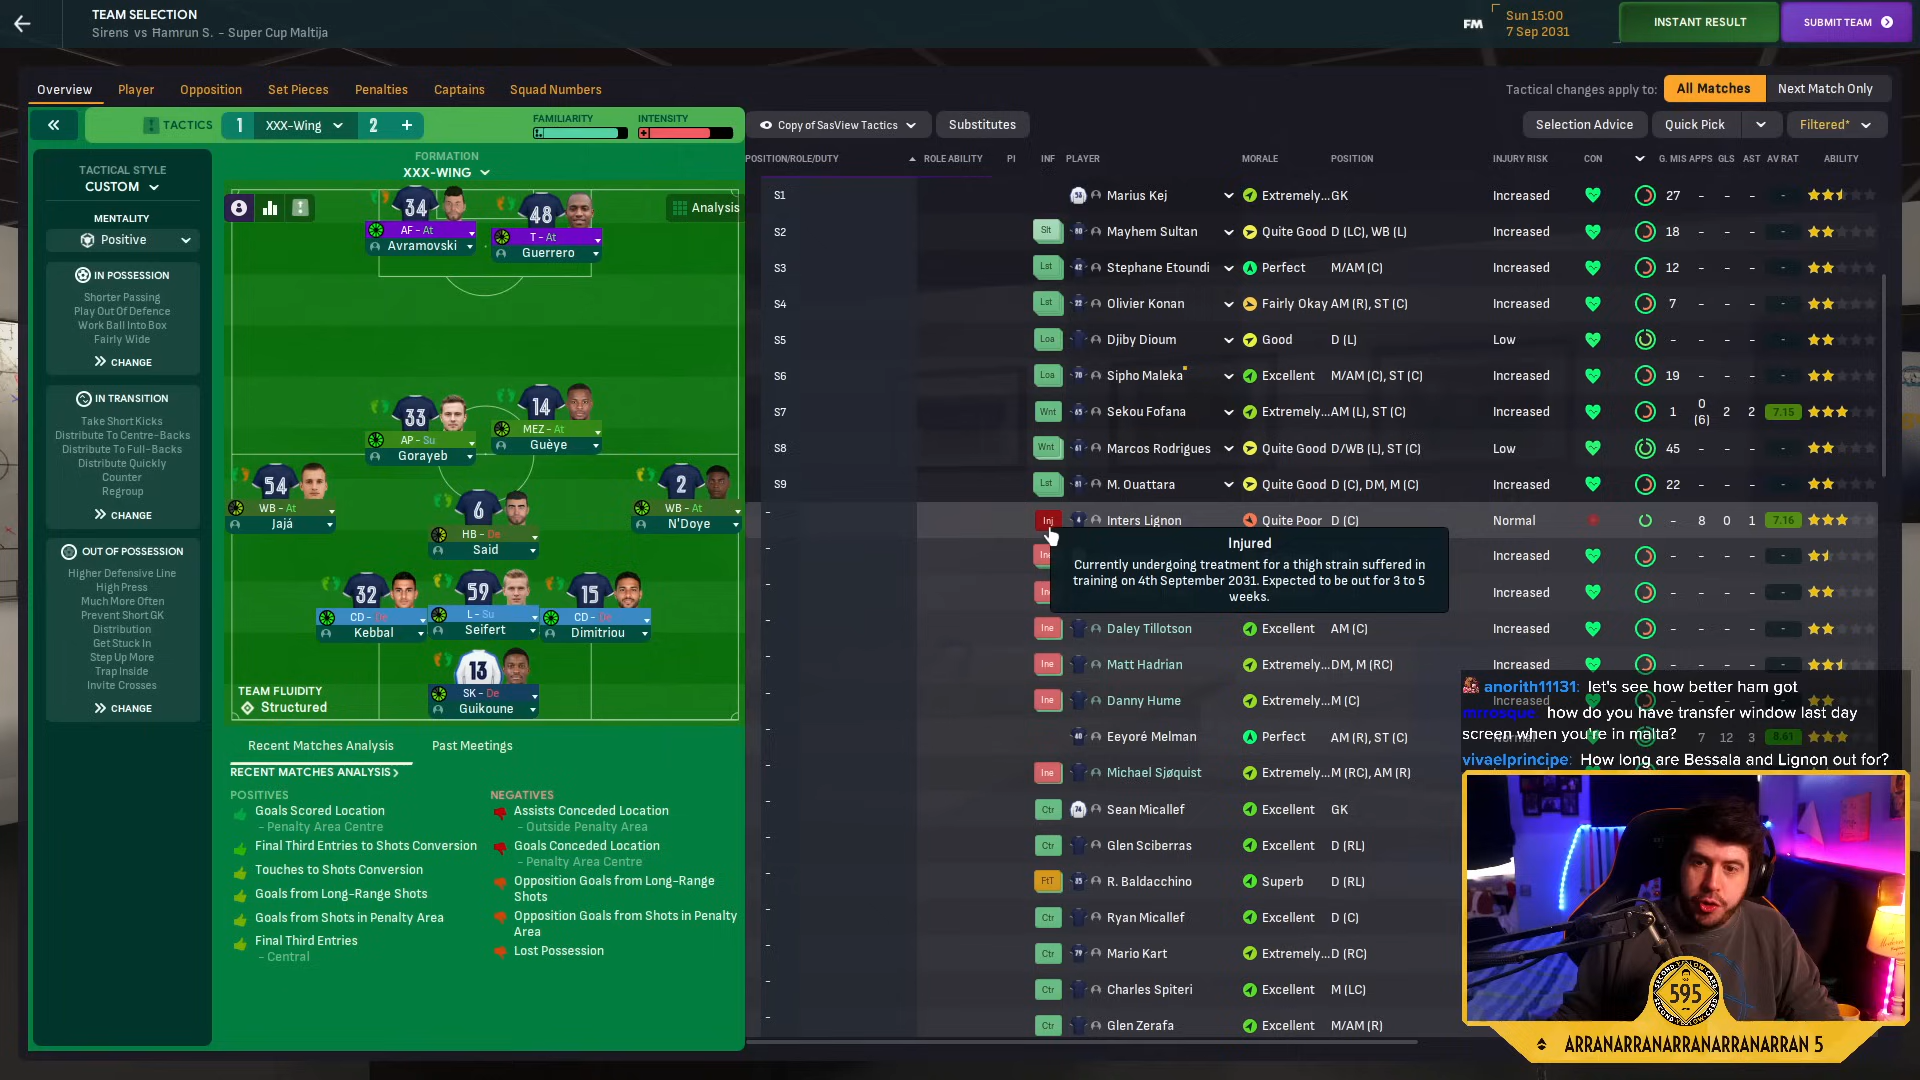 TEAM SELECTION
Sirens vs Ħamrun S. - Super Cup Maltija
FM
Sun 15:00
7 Sep 2031
INSTANT RESULT
SUBMIT TEAM
Overview Player Opposition Set Pieces Penalties Captains Squad Numbers
Tactical changes apply to: All Matches Next Match Only
TACTICS 1 XXX-Wing 2 +
FAMILIARITY INTENSITY
Copy of SasView Tactics Substitutes
Selection Advice Quick Pick Filtered*
TACTICAL STYLE
CUSTOM
MENTALITY
Positive
IN POSSESSION
Shorter Passing
Play Out Of Defence
Work Ball Into Box
Fairly Wide
CHANGE
IN TRANSITION
Take Short Kicks
Distribute To Centre-Backs
Distribute To Full-Backs
Distribute Quickly
Counter
Regroup
CHANGE
OUT OF POSSESSION
Higher Defensive Line
High Press
Much More Often
Prevent Short GK
Distribution
Get Stuck In
Step Up More
Trap Inside
Invite Crosses
CHANGE
FORMATION
XXX-WING
Analysis
34 48
AF - At T - At
Avramovski Guerrero
33 14
AP - Su MEZ - At
Gorayeb Guèye
54 2
WB - At WB - At
Jajá N'Doye
6
HB - De
Said
32 59 15
CD - De L - Su CD - De
Kebbal Seifert Dimitriou
13
SK - De
Guikoune
TEAM FLUIDITY
Structured
Recent Matches Analysis Past Meetings
RECENT MATCHES ANALYSIS
POSITIVES
Goals Scored Location
- Penalty Area Centre
Final Third Entries to Shots Conversion
Touches to Shots Conversion
Goals from Long-Range Shots
Goals from Shots in Penalty Area
Final Third Entries
- Central
NEGATIVES
Assists Conceded Location
- Outside Penalty Area
Goals Conceded Location
- Penalty Area Centre
Opposition Goals from Long-Range
Shots
Opposition Goals from Shots in Penalty
Area
Lost Possession
POSITION/ROLE/DUTY ROLE ABILITY PI INF PLAYER MORALE POSITION INJURY RISK CON G. MIS APPS GLS AST AV RAT ABILITY
S1 Marius Kej Extremely... GK Increased 27 - - - -
S2 Slt Mayhem Sultan Quite Good D (LC), WB (L) Increased 18 - - - -
S3 Lst Stephane Etoundi Perfect M/AM (C) Increased 12 - - - -
S4 Lst Olivier Konan Fairly Okay AM (R), ST (C) Increased 7 - - - -
S5 Loa Djiby Dioum Good D (L) Low - - - - -
S6 Loa Sipho Maleka Excellent M/AM (C), ST (C) Increased 19 - - - -
S7 Wnt Sekou Fofana Extremely... AM (L), ST (C) Increased 1 0 (6) 2 2 7.15
S8 Wnt Marcos Rodrigues Quite Good D/WB (L), ST (C) Low 45 - - - -
S9 Lst M. Ouattara Quite Good D (C), DM, M (C) Increased 22 - - - -
- Inj Inters Lignon Quite Poor D (C) Normal - 8 0 1 7.16
- Increased - - - - -
- Increased - - - - -
Injured
Currently undergoing treatment for a thigh strain suffered in
training on 4th September 2031. Expected to be out for 3 to 5
weeks.
- Ine Daley Tillotson Excellent AM (C) Increased - - - - -
- Ine Matt Hadrian Extremely... DM, M (RC) Increased - - - - -
- Ine Danny Hume Extremely... M (C) Increased
- Eeyoré Melman Perfect AM (R), ST (C) 7 12 3 8.61
- Ine Michael Sjøquist Extremely... M (RC), AM (R)
- Ctr Sean Micallef Excellent GK
- Ctr Glen Sciberras Excellent D (RL)
- FtT R. Baldacchino Superb D (RL)
- Ctr Ryan Micallef Excellent D (C)
- Ctr Mario Kart Extremely... D (RC)
- Ctr Charles Spiteri Excellent M (LC)
- Ctr Glen Zerafa Excellent M/AM (R)
anorith11131: let's see how better ham got
mrrosque: how do you have transfer window last day
screen when you're in malta?
vivaelprincipe: How long are Bessala and Lignon out for?
SECOND YELLOW CARD
595
ARRANARRANARRANARRANARRAN 5